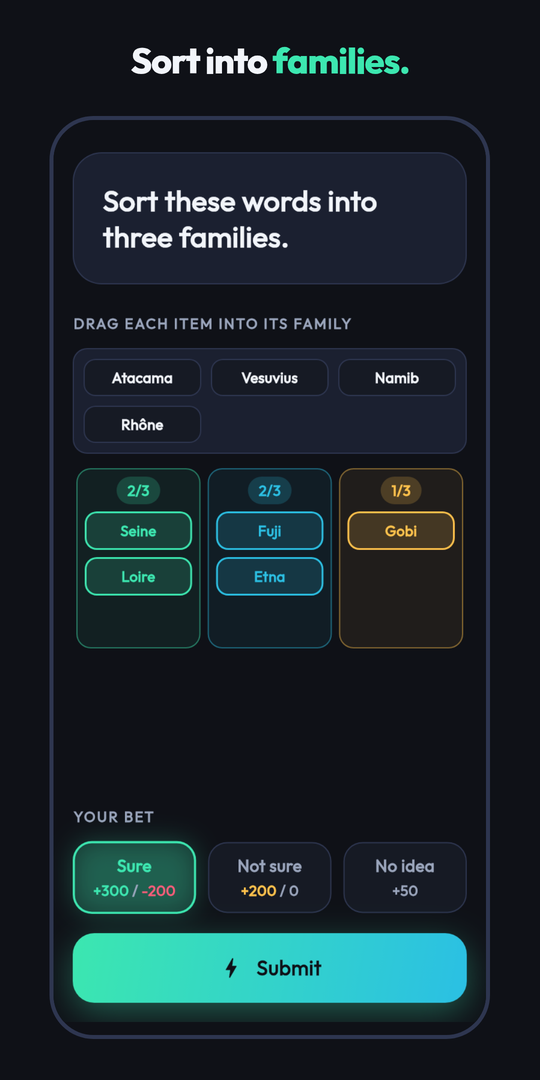 Sort into families.
Sort these words into
three families.
DRAG EACH ITEM INTO ITS FAMILY
Atacama
Vesuvius
Namib
Rhône
2/3
2/3
1/3
Seine
Fuji
Gobi
Loire
Etna
YOUR BET
Sure
Not sure
No idea
+300 / -200
+200 / 0
+50
Submit